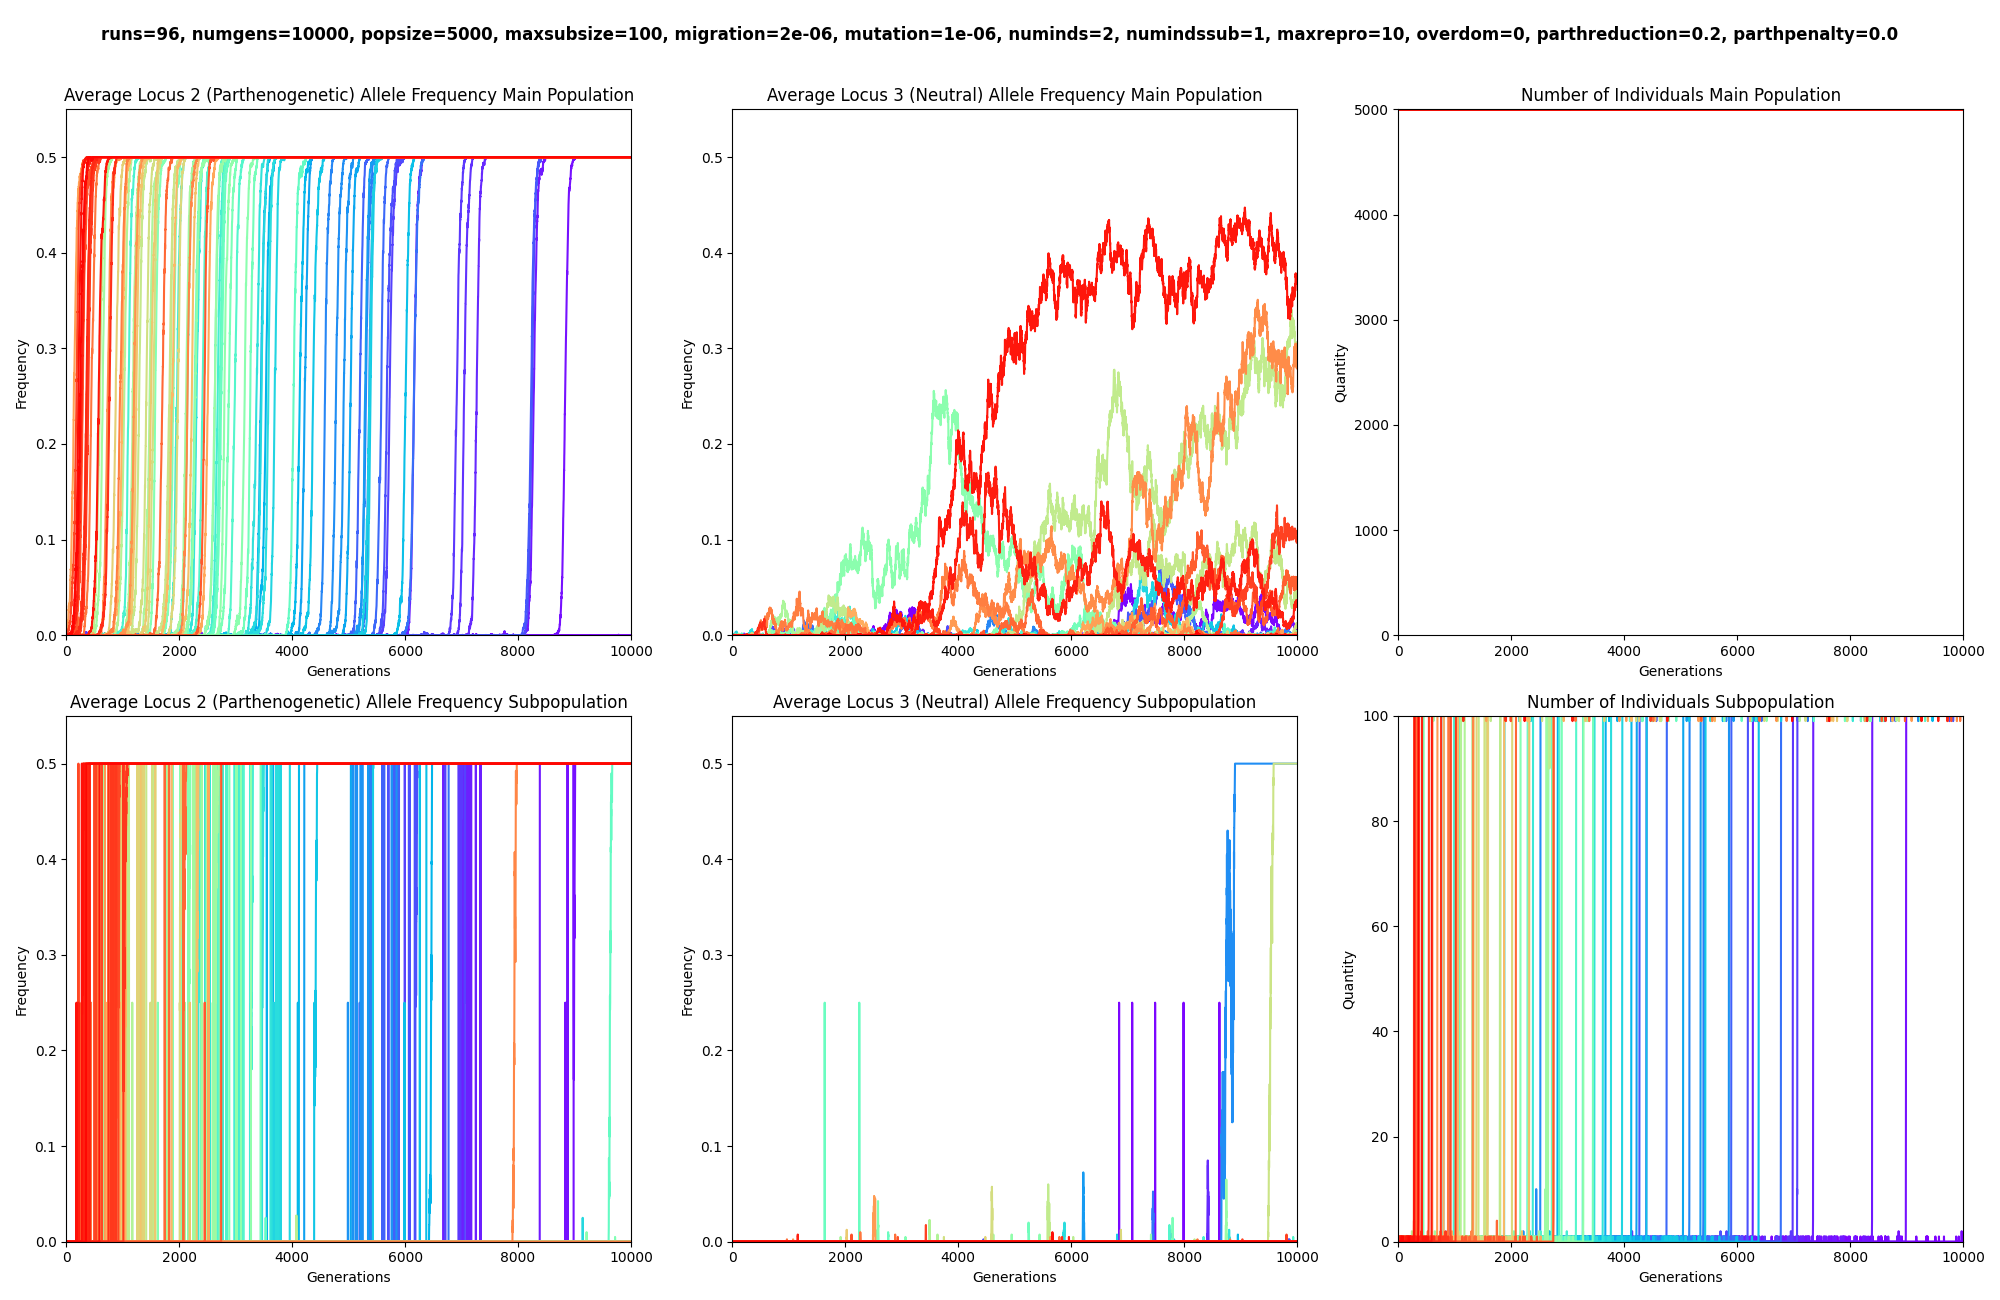 runs=96, numgens=10000, popsize=5000, maxsubsize=100, migration=2e-06, mutation=1e-06, numinds=2, numindssub=1, maxrepro=10, overdom=0, parthreduction=0.2, parthpenalty=0.0
Average Locus 2 (Parthenogenetic) Allele Frequency Main Population
0.5
0.4
0.3
0.2
0.1
0.0
Frequency
0 2000 4000 6000 8000 10000
Generations
Average Locus 3 (Neutral) Allele Frequency Main Population
0.5
0.4
0.3
0.2
0.1
0.0
Frequency
0 2000 4000 6000 8000 10000
Generations
Number of Individuals Main Population
5000
4000
3000
2000
1000
0
Quantity
0 2000 4000 6000 8000 10000
Generations
Average Locus 2 (Parthenogenetic) Allele Frequency Subpopulation
0.5
0.4
0.3
0.2
0.1
0.0
Frequency
0 2000 4000 6000 8000 10000
Generations
Average Locus 3 (Neutral) Allele Frequency Subpopulation
0.5
0.4
0.3
0.2
0.1
0.0
Frequency
0 2000 4000 6000 8000 10000
Generations
Number of Individuals Subpopulation
100
80
60
40
20
0
Quantity
0 2000 4000 6000 8000 10000
Generations